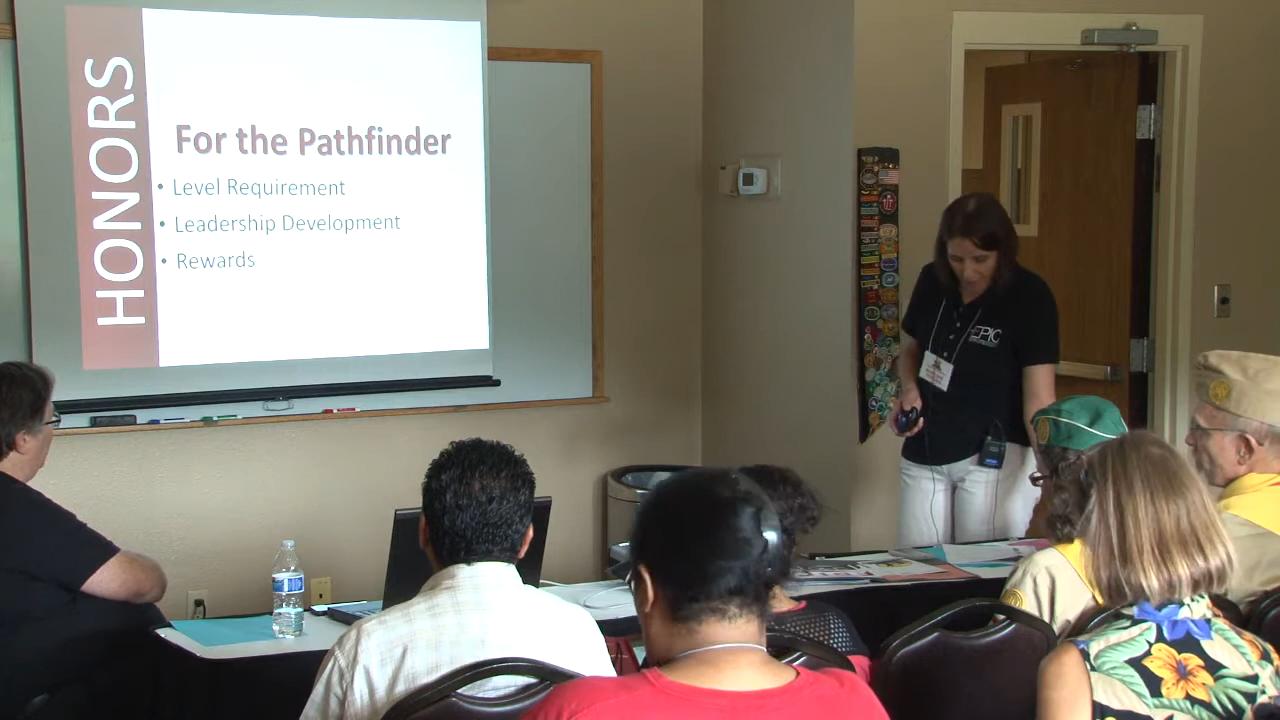 HONORS
For the Pathfinder
• Level Requirement
• Leadership Development
• Rewards
EPIC